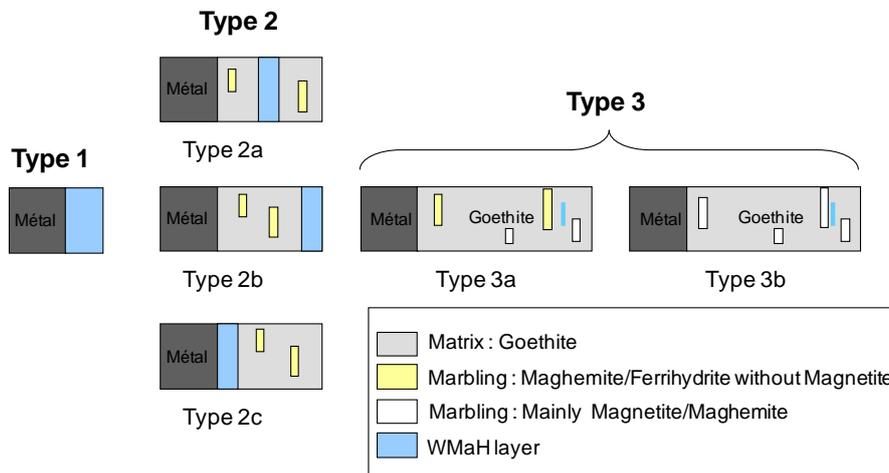 Type 2
Métal
Type 2a
Type 3
Type 1
Métal
Métal
Type 2b
Métal
Goethite
Type 3a
Métal
Goethite
Type 3b
Métal
Type 2c
Matrix : Goethite
Marbling : Maghemite/Ferrihydrite without Magnetite
Marbling: Mainly Magnetite/Maghemite
WMaH layer